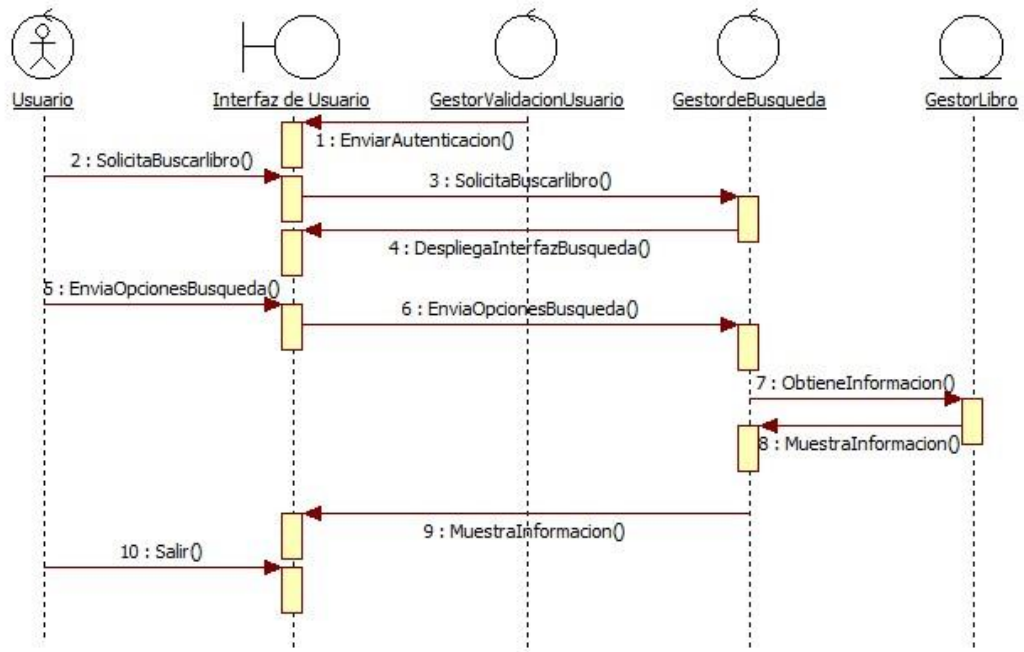 Usuario
Interfaz de Usuario
GestorValidacionUsuario
GestordeBusqueda
GestorLibro
1 : EnviarAutenticacion()
2 : SolicitaBuscarlibro()
3 : SolicitaBuscarlibro()
4 : DespliegaInterfazBusqueda()
5 : EnviaOpcionesBusqueda()
6 : EnviaOpcionesBusqueda()
7 : ObtieneInformacion()
8 : MuestraInformacion()
9 : MuestraInformacion()
10 : Salir()